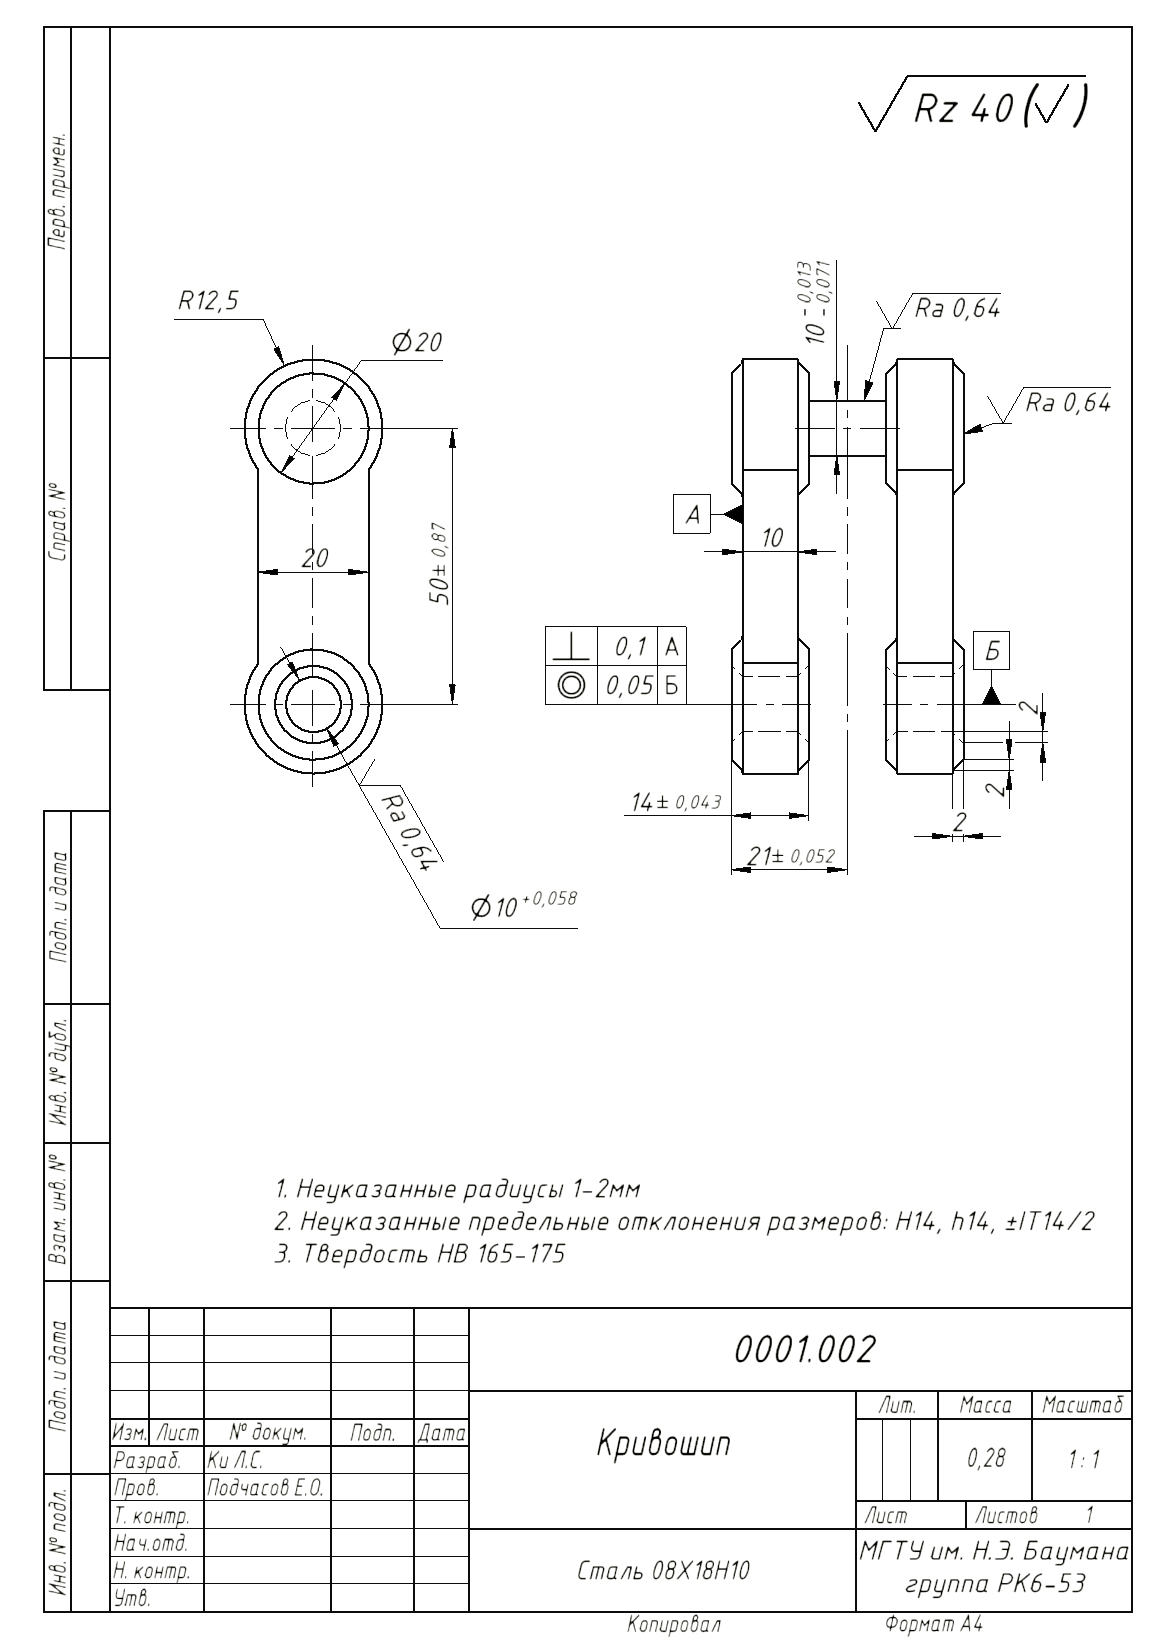 Rz 40 (√)
Перв. примен.
Справ. №
Подп. и дата
Инв. № дубл.
Взам. инв. №
Подп. и дата
Инв. № подл.
R12,5
Ø20
20
50± 0,87
Ra 0,64
Ø10 +0,058
10 - 0,013
- 0,071
Ra 0,64
Ra 0,64
А
10
⊥ 0,1 А
◎ 0,05 Б
Б
2
2
2
14± 0,043
21± 0,052
1. Неуказанные радиусы 1-2мм
2. Неуказанные предельные отклонения размеров: H14, h14, ±IT14/2
3. Твердость HB 165-175
0001.002
Изм. Лист № докум. Подп. Дата
Разраб. Ки Л.С.
Пров. Подчасов Е.О.
Т. контр.
Нач.отд.
Н. контр.
Утв.
Кривошип
Лит. Масса Масштаб
0,28 1:1
Лист Листов 1
Сталь 08Х18Н10
МГТУ им. Н.Э. Баумана
группа РК6-53
Копировал Формат А4